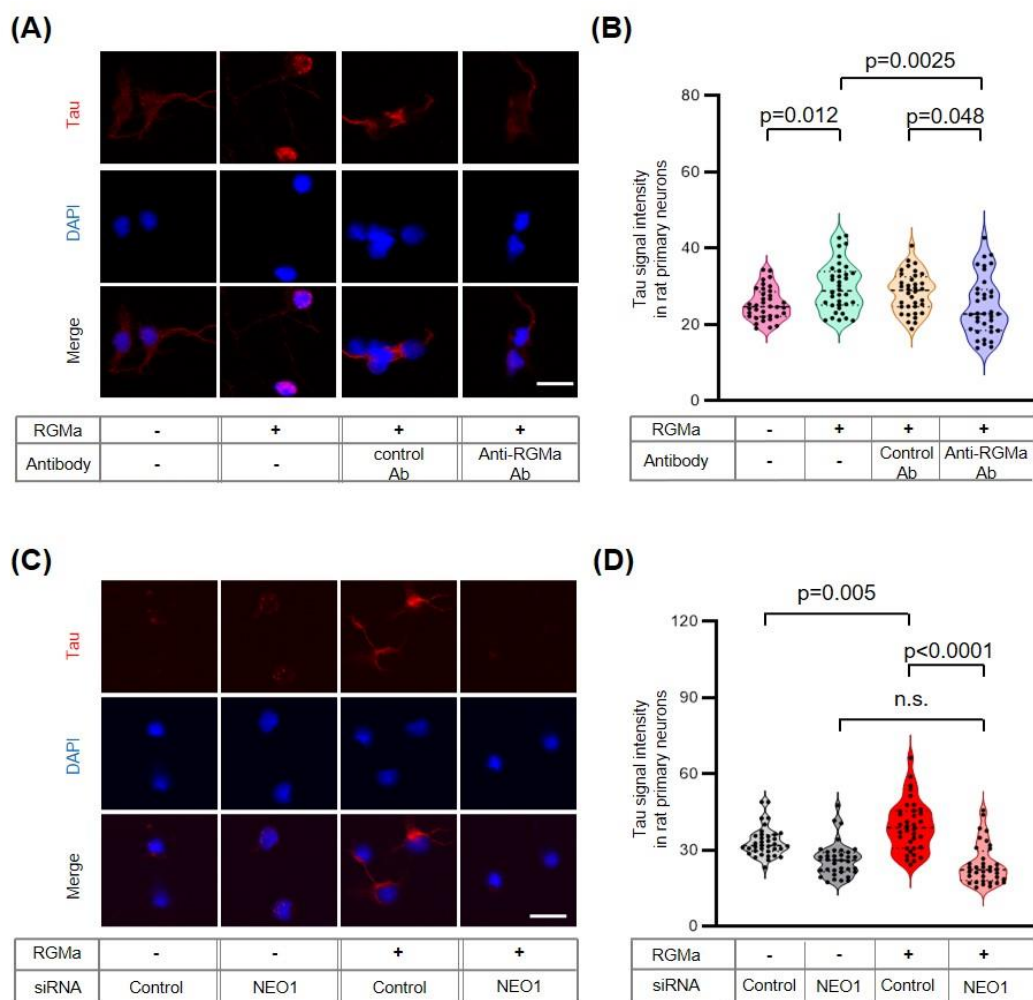 (A)
Tau
DAPI
Merge
RGMa - + + +
Antibody - - control Ab Anti-RGMa Ab
(B)
p=0.0025
p=0.012 p=0.048
80
60
40
20
0
Tau signal intensity
in rat primary neurons
RGMa - + + +
Antibody - - Control Ab Anti-RGMa Ab
(C)
Tau
DAPI
Merge
RGMa - - + +
siRNA Control NEO1 Control NEO1
(D)
p=0.005
p<0.0001
n.s.
120
90
60
30
0
Tau signal intensity
in rat primary neurons
RGMa - - + +
siRNA Control NEO1 Control NEO1